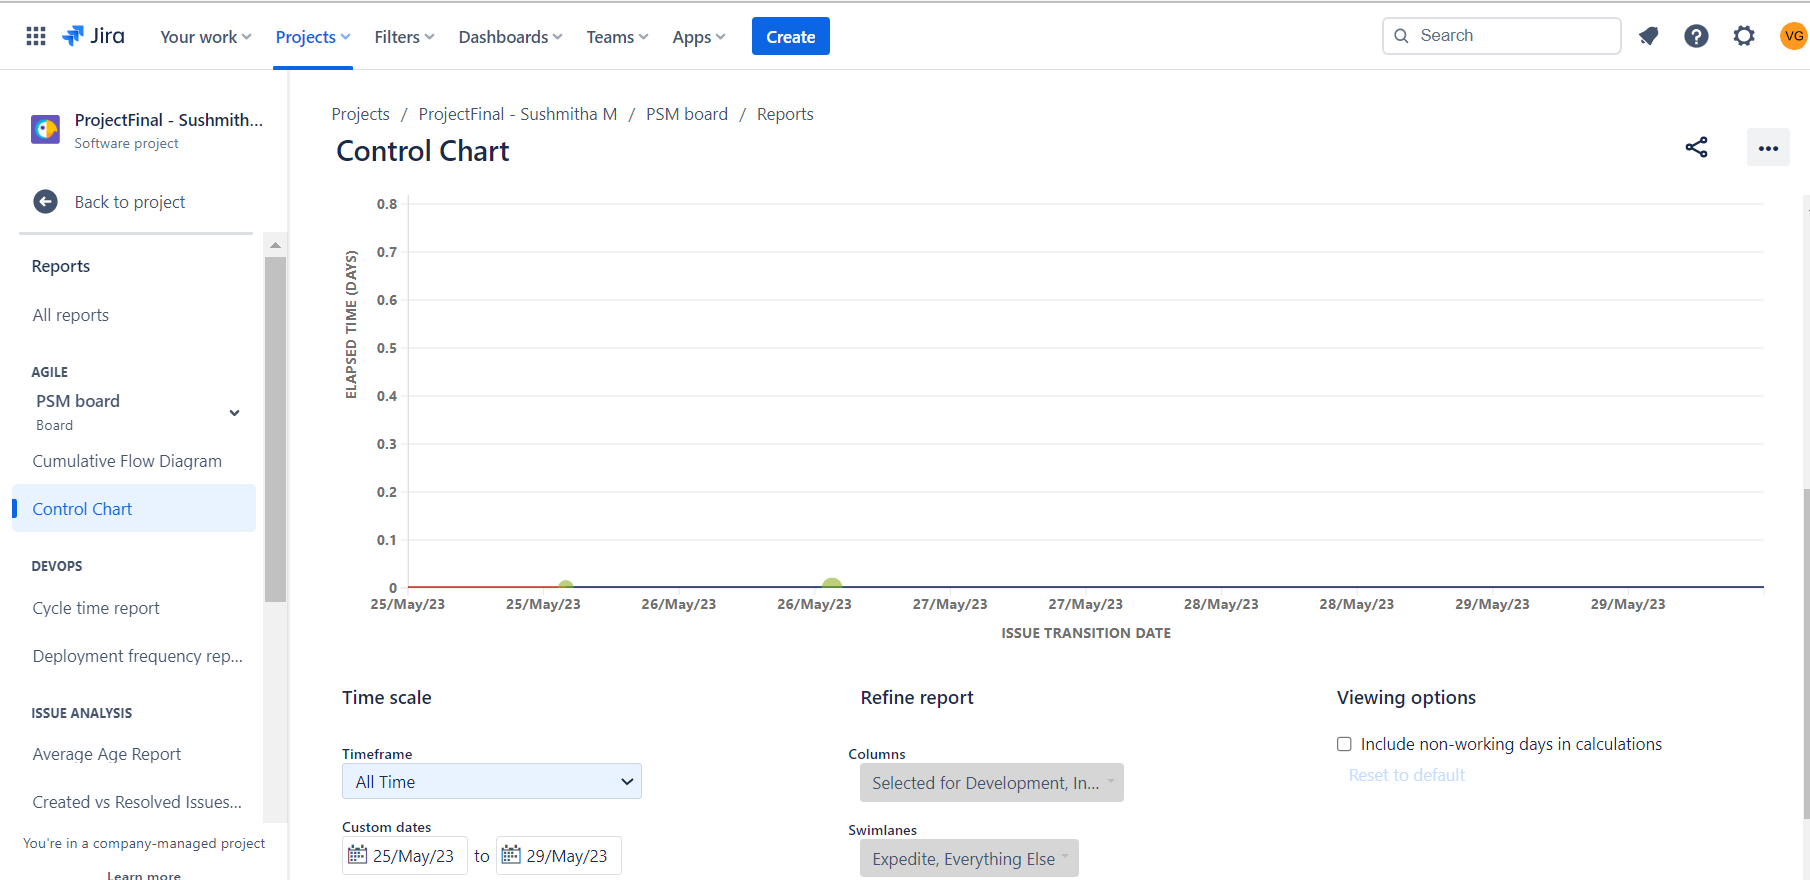 Jira Your work Projects Filters Dashboards Teams Apps Create Search VG
ProjectFinal - Sushmith...
Software project
Back to project
Reports
All reports
AGILE
PSM board
Board
Cumulative Flow Diagram
Control Chart
DEVOPS
Cycle time report
Deployment frequency rep...
ISSUE ANALYSIS
Average Age Report
Created vs Resolved Issues...
You're in a company-managed project
Learn more
Projects / ProjectFinal - Sushmitha M / PSM board / Reports
Control Chart
ELAPSED TIME (DAYS)
0.8
0.7
0.6
0.5
0.4
0.3
0.2
0.1
0
25/May/23 25/May/23 26/May/23 26/May/23 27/May/23 27/May/23 28/May/23 28/May/23 29/May/23 29/May/23
ISSUE TRANSITION DATE
Time scale
Timeframe
All Time
Custom dates
25/May/23 to 29/May/23
Refine report
Columns
Selected for Development, In...
Swimlanes
Expedite, Everything Else
Viewing options
Include non-working days in calculations
Reset to default